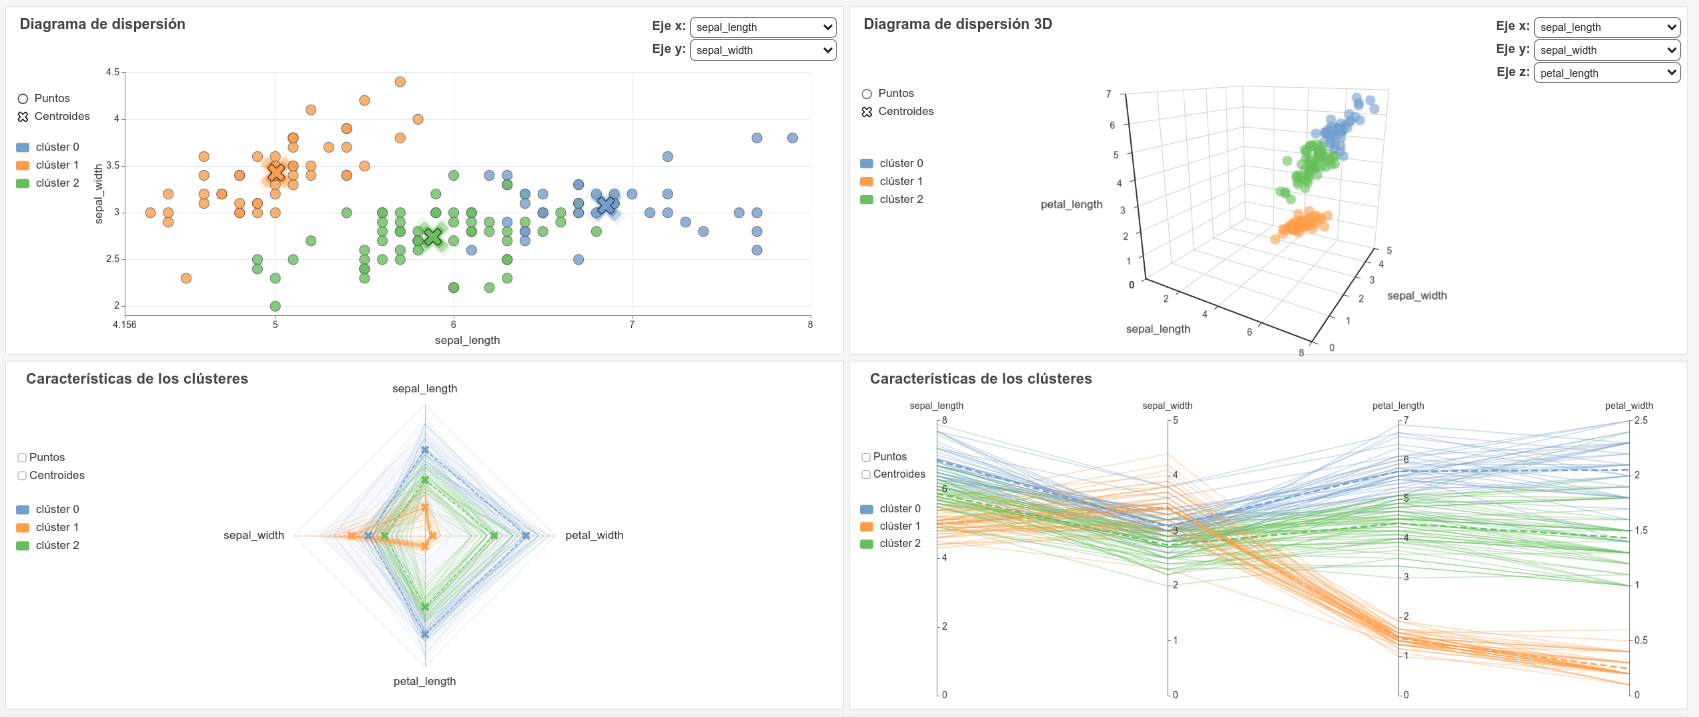 Diagrama de dispersión
Eje x: sepal_length
Eje y: sepal_width
Puntos
Centroides
clúster 0
clúster 1
clúster 2
4.5
4
3.5
3
2.5
2
sepal_width
4.156 5 6 7 8
sepal_length
Diagrama de dispersión 3D
Eje x: sepal_length
Eje y: sepal_width
Eje z: petal_length
Puntos
Centroides
clúster 0
clúster 1
clúster 2
7
6
5
4
3
2
1
0
petal_length
2
4
6
8
sepal_length
0
1
2
3
4
5
sepal_width
Características de los clústeres
Puntos
Centroides
clúster 0
clúster 1
clúster 2
sepal_length
sepal_width
petal_width
petal_length
Características de los clústeres
Puntos
Centroides
clúster 0
clúster 1
clúster 2
sepal_length
8
6
4
2
0
sepal_width
5
4
3
2
1
0
petal_length
7
6
5
4
3
2
1
0
petal_width
2.5
2
1.5
1
0.5
0